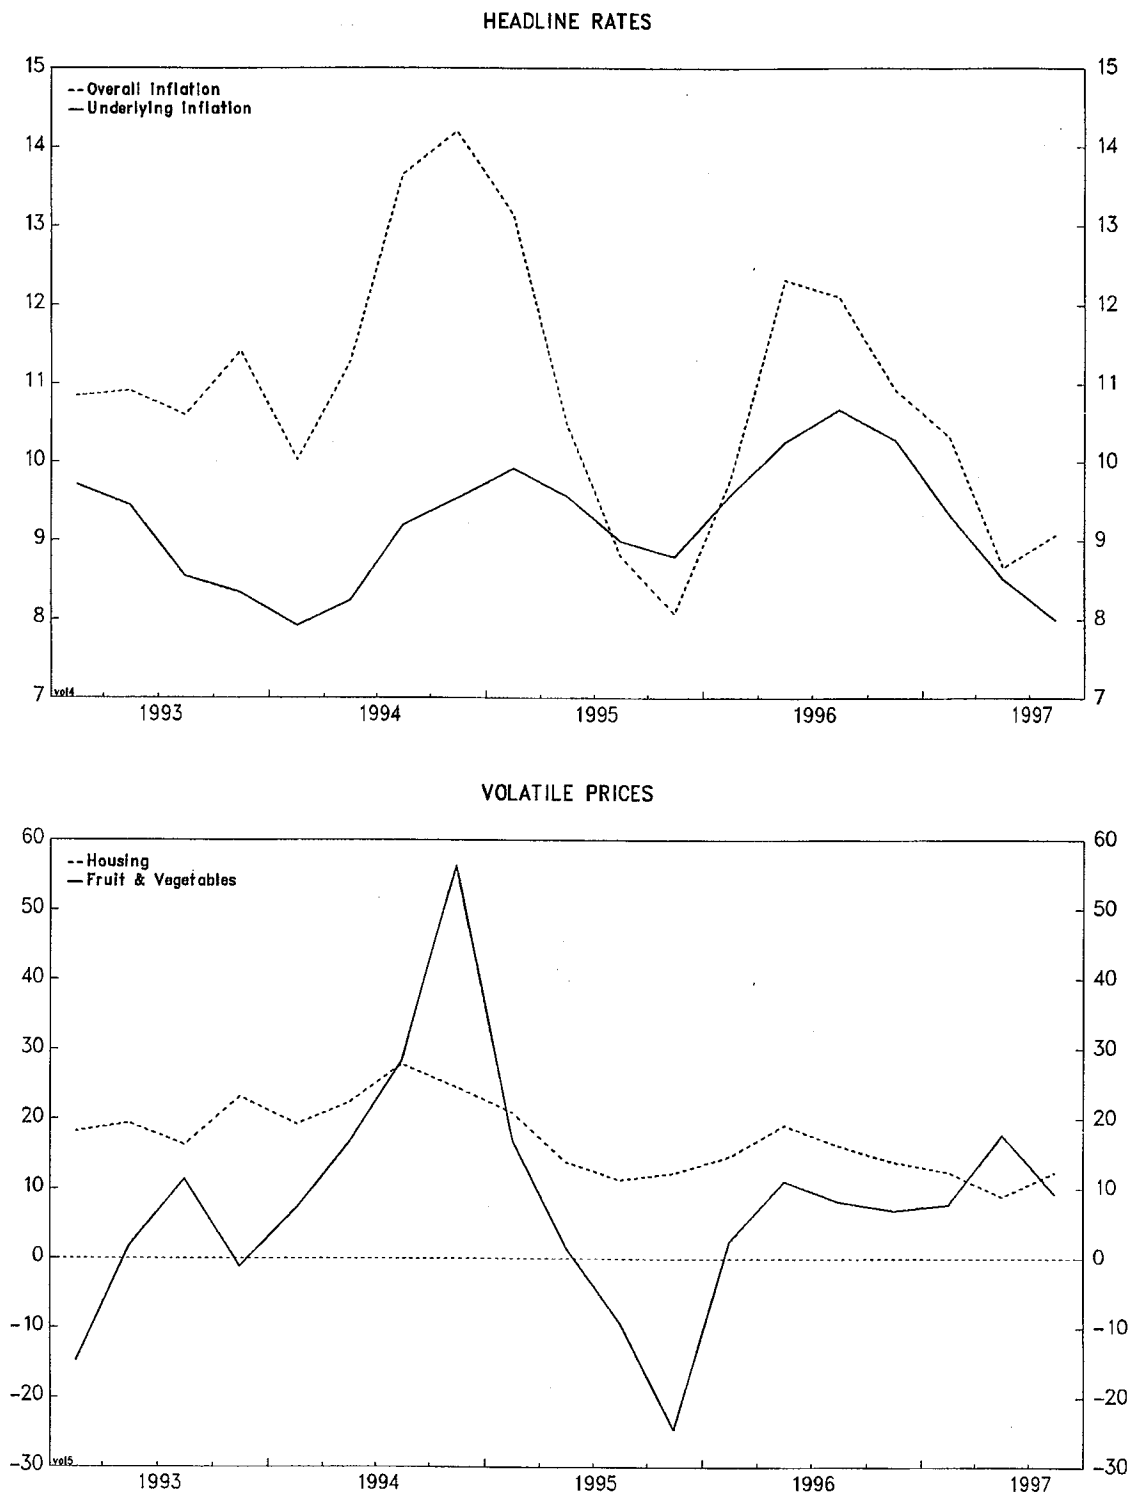 HEADLINE RATES
15 15
--Overall Inflation
—Underlying Inflation
14 14
13 13
12 12
11 11
10 10
9 9
8 8
7 vol4 7
1993 1994 1995 1996 1997
VOLATILE PRICES
60 60
--Housing
—Fruit & Vegetables
50 50
40 40
30 30
20 20
10 10
0 0
-10 -10
-20 -20
-30 vol5 -30
1993 1994 1995 1996 1997